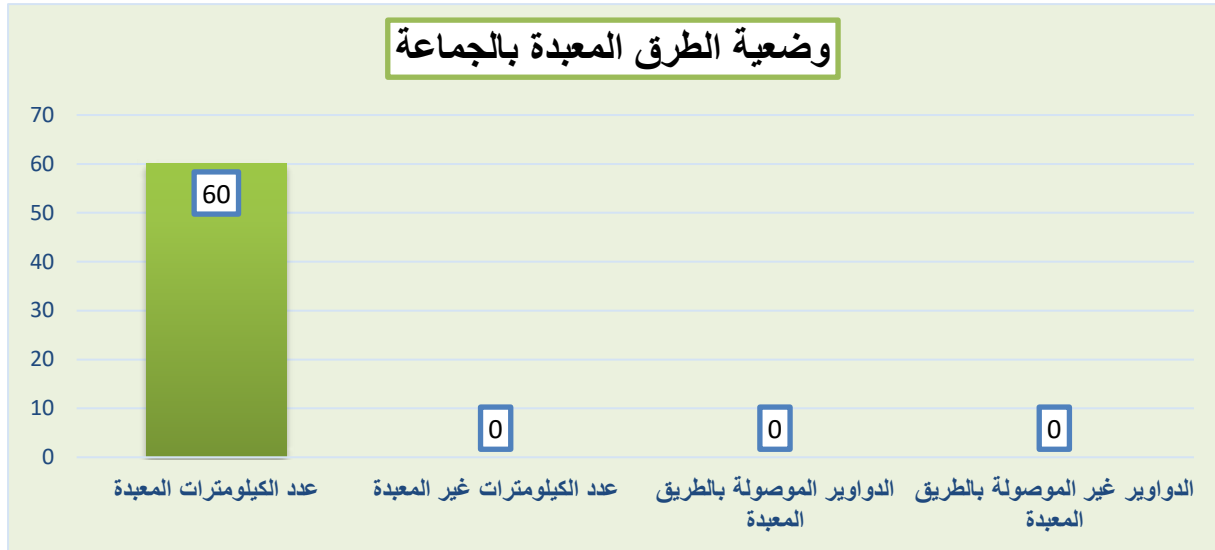 وضعية الطرق المعبدة بالجماعة
70
60
50
40
30
20
10
0
60
0
0
0
عدد الكيلومترات المعبدة
عدد الكيلومترات غير المعبدة
الدواوير الموصولة بالطريق
المعبدة
الدواوير غير الموصولة بالطريق
المعبدة